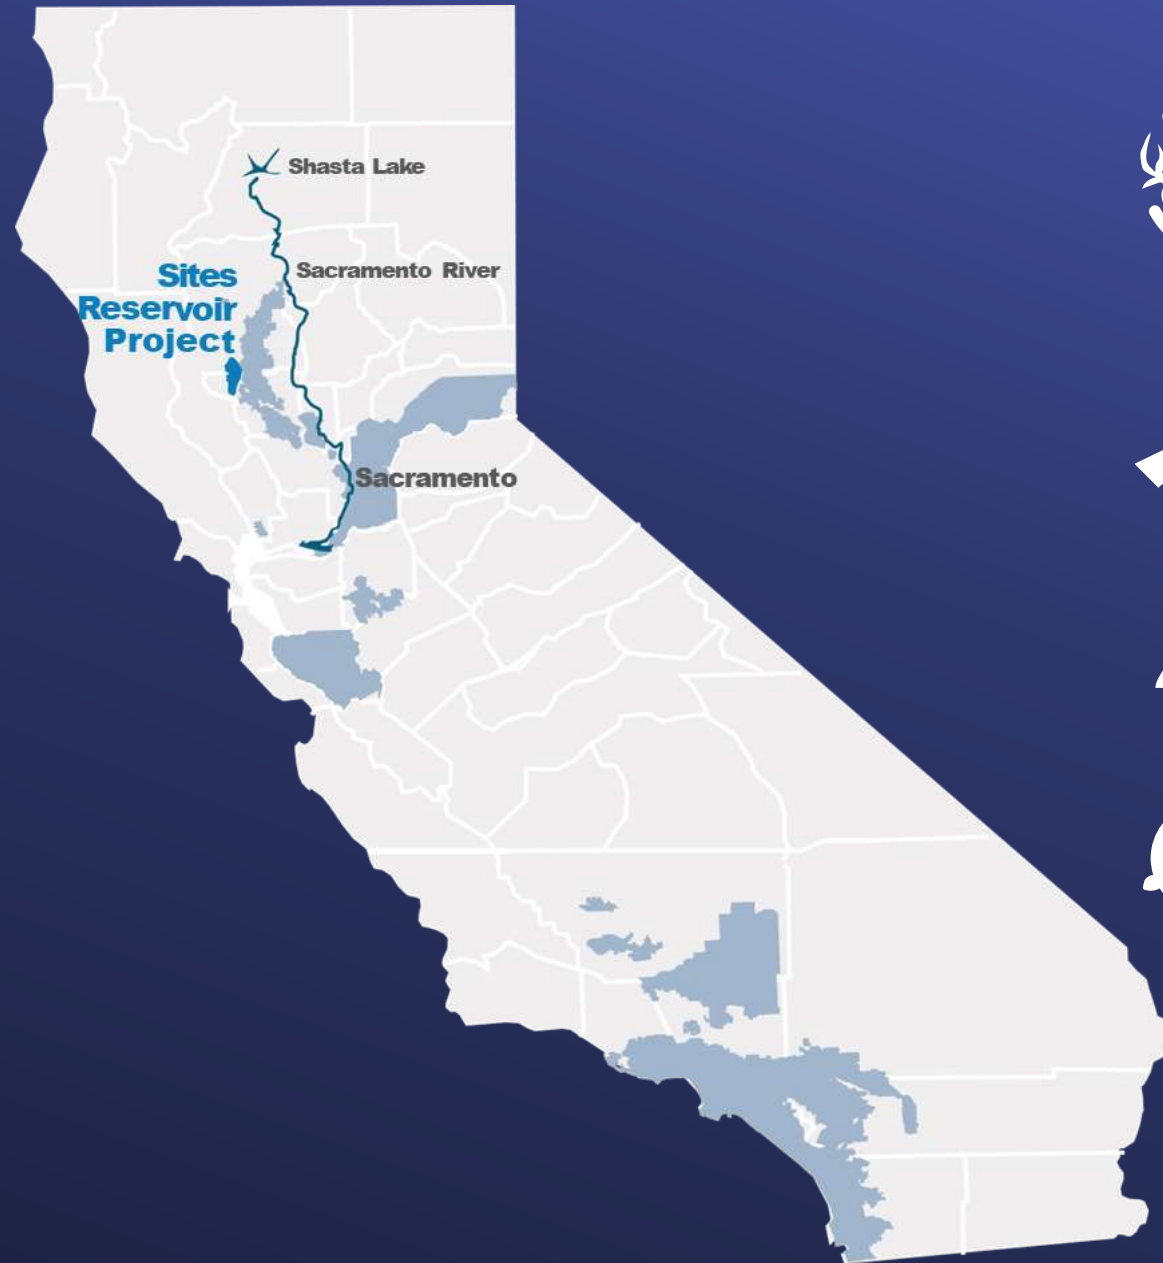 Shasta Lake
Sacramento River
Sites
Reservoir
Project
Sacramento